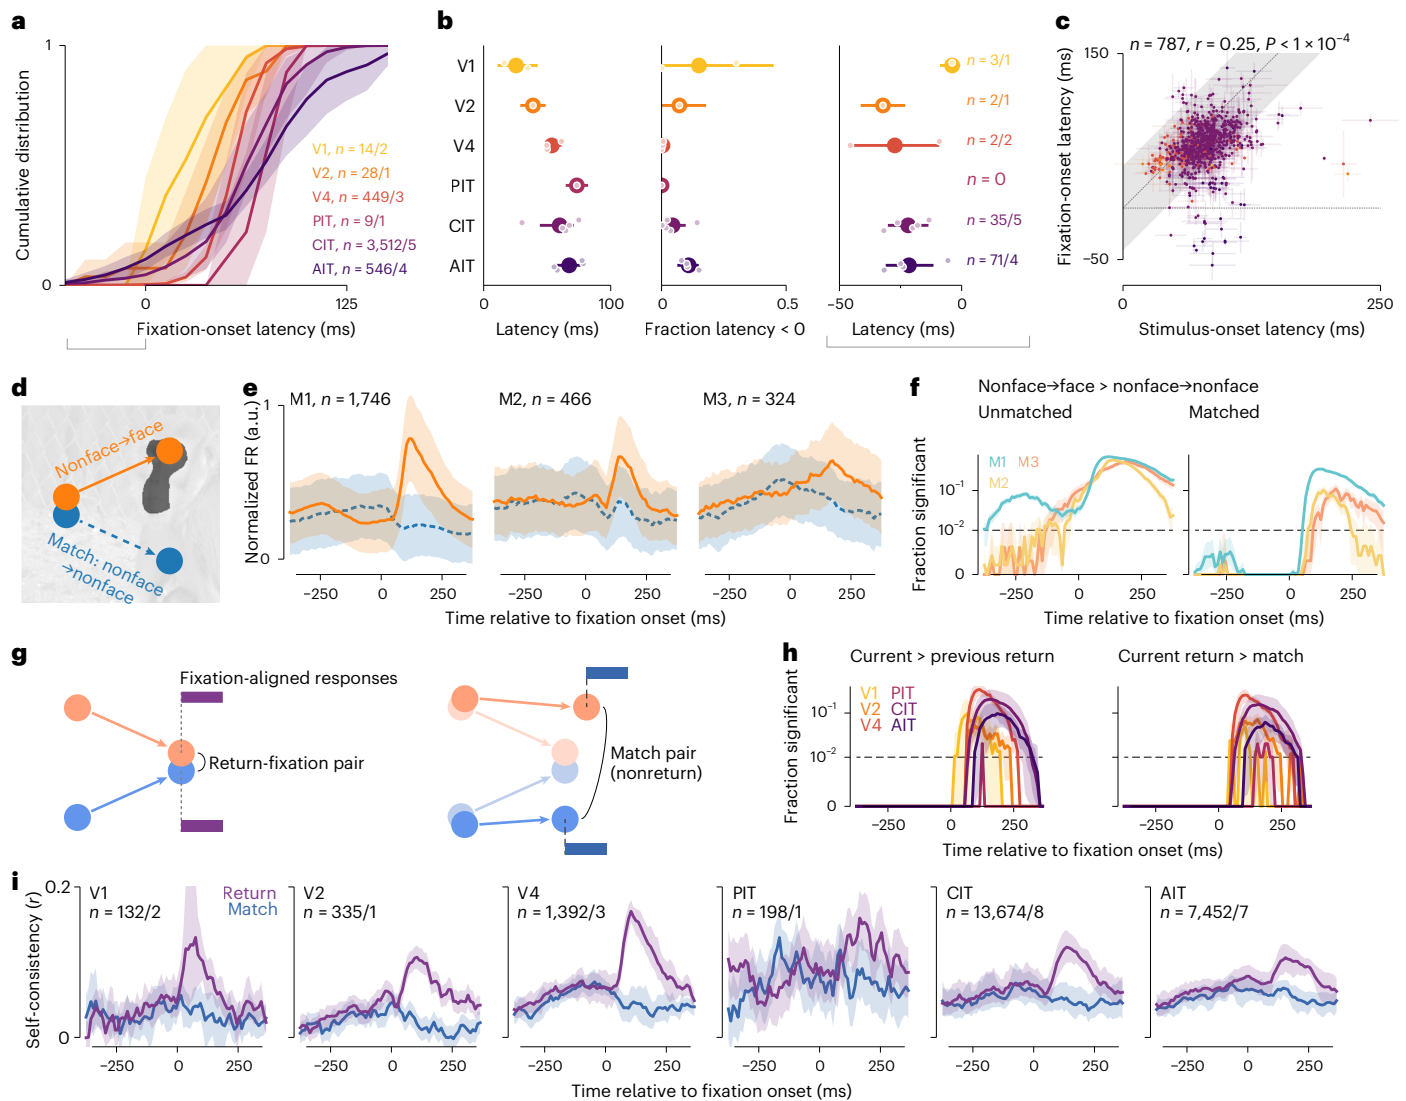 a
Cumulative distribution
1
0
0
125
Fixation-onset latency (ms)
V1, n = 14/2
V2, n = 28/1
V4, n = 449/3
PIT, n = 9/1
CIT, n = 3,512/5
AIT, n = 546/4
b
V1
V2
V4
PIT
CIT
AIT
0
100
Latency (ms)
0
0.5
Fraction latency < 0
n = 3/1
n = 2/1
n = 2/2
n = 0
n = 35/5
n = 71/4
−50
0
Latency (ms)
c
n = 787, r = 0.25, P < 1 × 10−4
Fixation-onset latency (ms)
150
−50
0
250
Stimulus-onset latency (ms)
d
Nonface→face
Match: nonface
→nonface
e
Normalized FR (a.u.)
1
0
M1, n = 1,746
M2, n = 466
M3, n = 324
−250
0
250
−250
0
250
−250
0
250
Time relative to fixation onset (ms)
f
Nonface→face > nonface→nonface
Unmatched
Matched
Fraction significant
M1 M3
M2
10−1
10−2
0
−250
0
250
−250
0
250
Time relative to fixation onset (ms)
g
Fixation-aligned responses
Return-fixation pair
Match pair
(nonreturn)
h
Current > previous return
Current return > match
Fraction significant
V1 PIT
V2 CIT
V4 AIT
10−1
10−2
0
10−1
10−2
0
−250
0
250
−250
0
250
Time relative to fixation onset (ms)
i
Self-consistency (r)
0.2
0
V1
n = 132/2
Return
Match
V2
n = 335/1
V4
n = 1,392/3
PIT
n = 198/1
CIT
n = 13,674/8
AIT
n = 7,452/7
−250
0
250
−250
0
250
−250
0
250
−250
0
250
−250
0
250
−250
0
250
Time relative to fixation onset (ms)